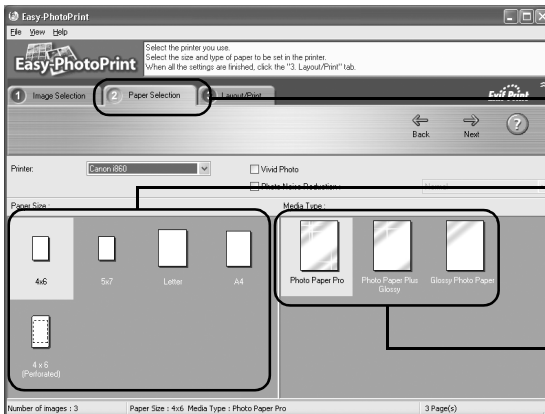 Easy-PhotoPrint
File View Help
Easy-PhotoPrint
Select the printer you use.
Select the size and type of paper to be set in the printer.
When all the settings are finished, click the "3. Layout/Print" tab.
1 Image Selection
2 Paper Selection
3 Layout/Print
Exif Print
Back
Next
?
Printer:
Canon i860
Vivid Photo
Photo Noise Reduction :
Normal
Paper Size :
4x6
5x7
Letter
A4
4 x 6
(Perforated)
Media Type :
Photo Paper Pro
Photo Paper Plus
Glossy
Glossy Photo Paper
Number of images : 3
Paper Size : 4x6 Media Type : Photo Paper Pro
3 Page(s)